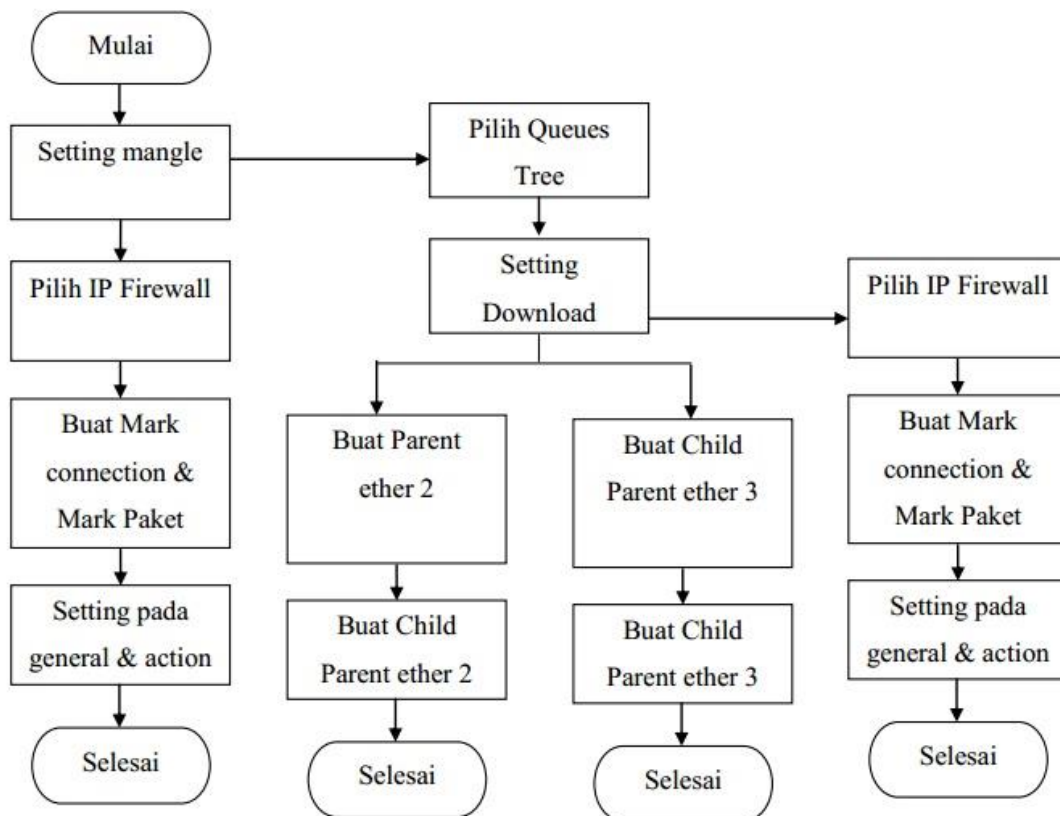 Mulai
Setting mangle
Pilih IP Firewall
Buat Mark
connection &
Mark Paket
Setting pada
general & action
Selesai
Pilih Queues
Tree
Setting
Download
Buat Parent
ether 2
Buat Child
Parent ether 2
Selesai
Buat Child
Parent ether 3
Buat Child
Parent ether 3
Selesai
Pilih IP Firewall
Buat Mark
connection &
Mark Paket
Setting pada
general & action
Selesai